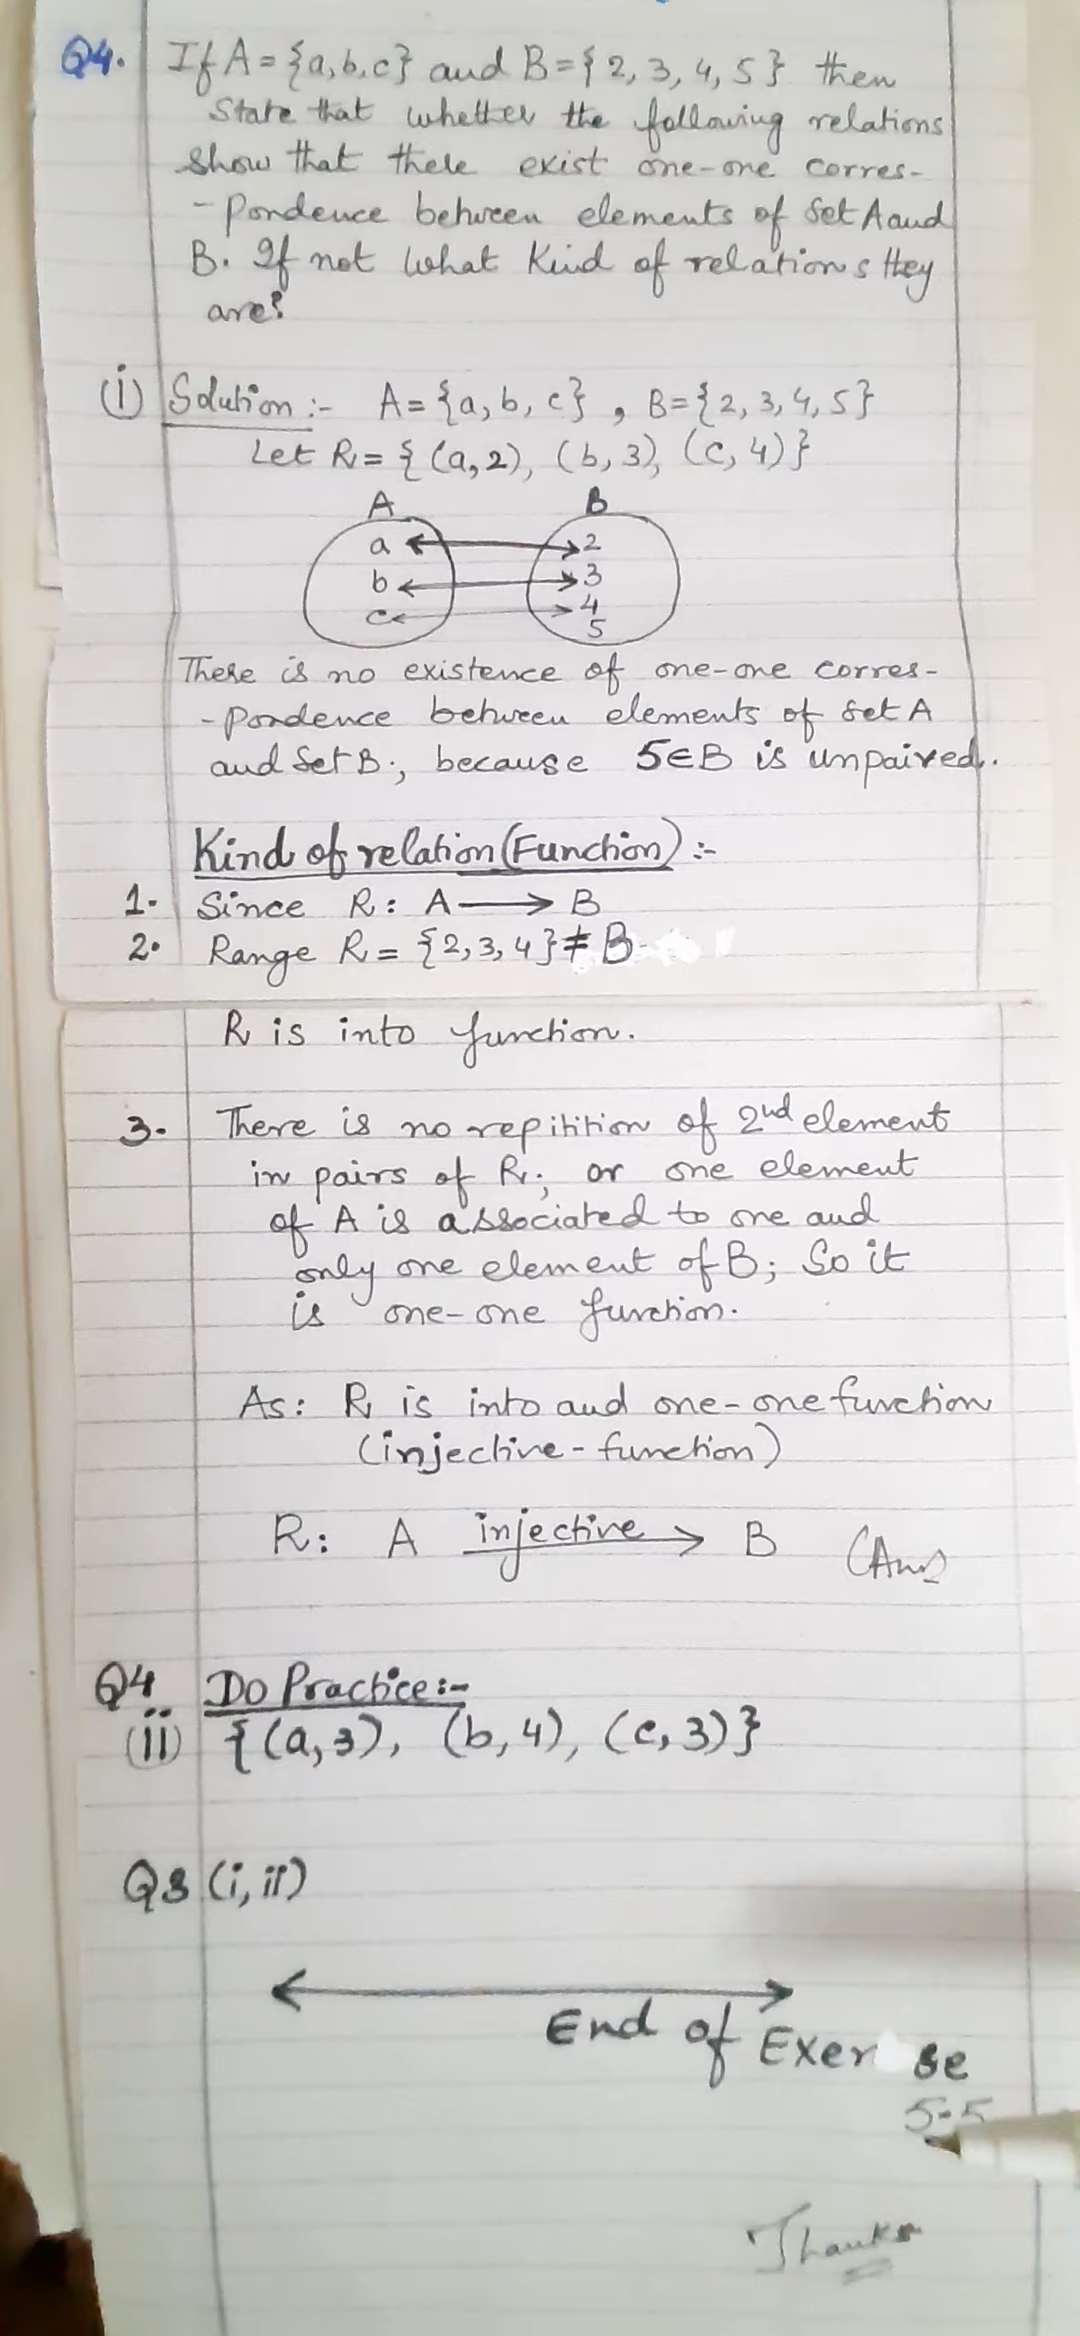 Q4. If A = {a, b, c} and B = { 2, 3, 4, 5 } then
State that whether the following relations
Show that there exist one-one corres-
- pondence between elements of Set A and
B. If not what kind of relations they
are?
(i) Solution :- A = {a, b, c} , B = {2, 3, 4, 5}
Let R = { (a, 2), (b, 3), (c, 4) }
A B
a 2
b 3
c 4
5
There is no existence of one-one corres-
- pondence between elements of Set A
and Set B ; because 5∈B is unpaired.
Kind of relation (Function) :-
1. Since R : A ⟶ B
2. Range R = {2, 3, 4} ≠ B
R is into function.
3. There is no repitition of 2nd element
in pairs of R ; or one element
of A is associated to one and
only one element of B ; So it
is one-one function.
As : R is into and one-one function
(injective - function)
R : A injective ⟶ B (Ans)
Q4 Do Practice :-
(ii) { (a, 3), (b, 4), (c, 3) }
Q3 (i, ii)
End of Exer se
5.5
Thanks